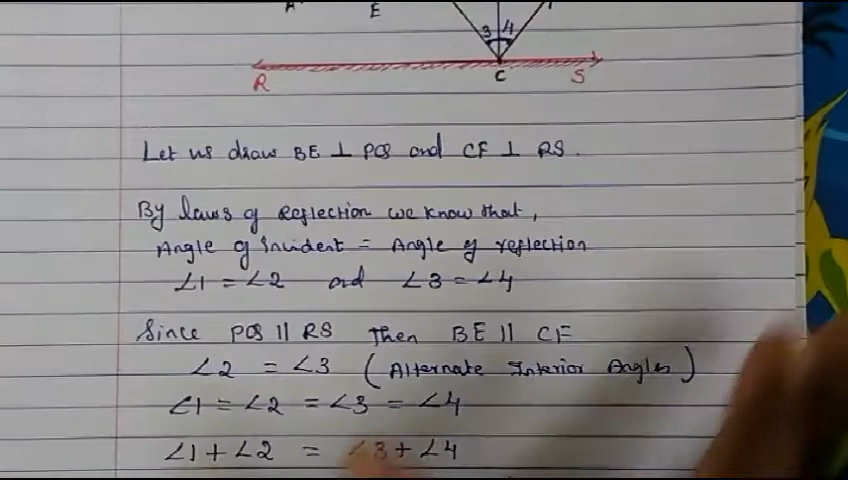 A
E
3 4
R C S
Let us draw BE ⊥ PQ and CF ⊥ RS.
By laws of Reflection we know that,
Angle of Incident = Angle of reflection
∠1 = ∠2 and ∠3 = ∠4
Since PQ || RS Then BE || CF
∠2 = ∠3 (Alternate Interior Angles)
∠1 = ∠2 = ∠3 = ∠4
∠1 + ∠2 = ∠3 + ∠4